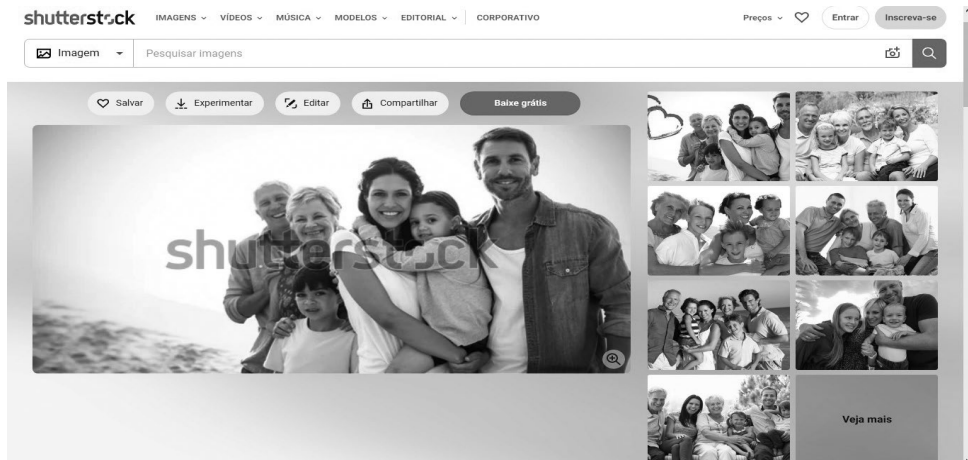 shutterstock IMAGENS VÍDEOS MÚSICA MODELOS EDITORIAL CORPORATIVO Preços Entrar Inscreva-se
Imagem Pesquisar imagens
Salvar Experimentar Editar Compartilhar Baixe grátis
shutterstock
Veja mais